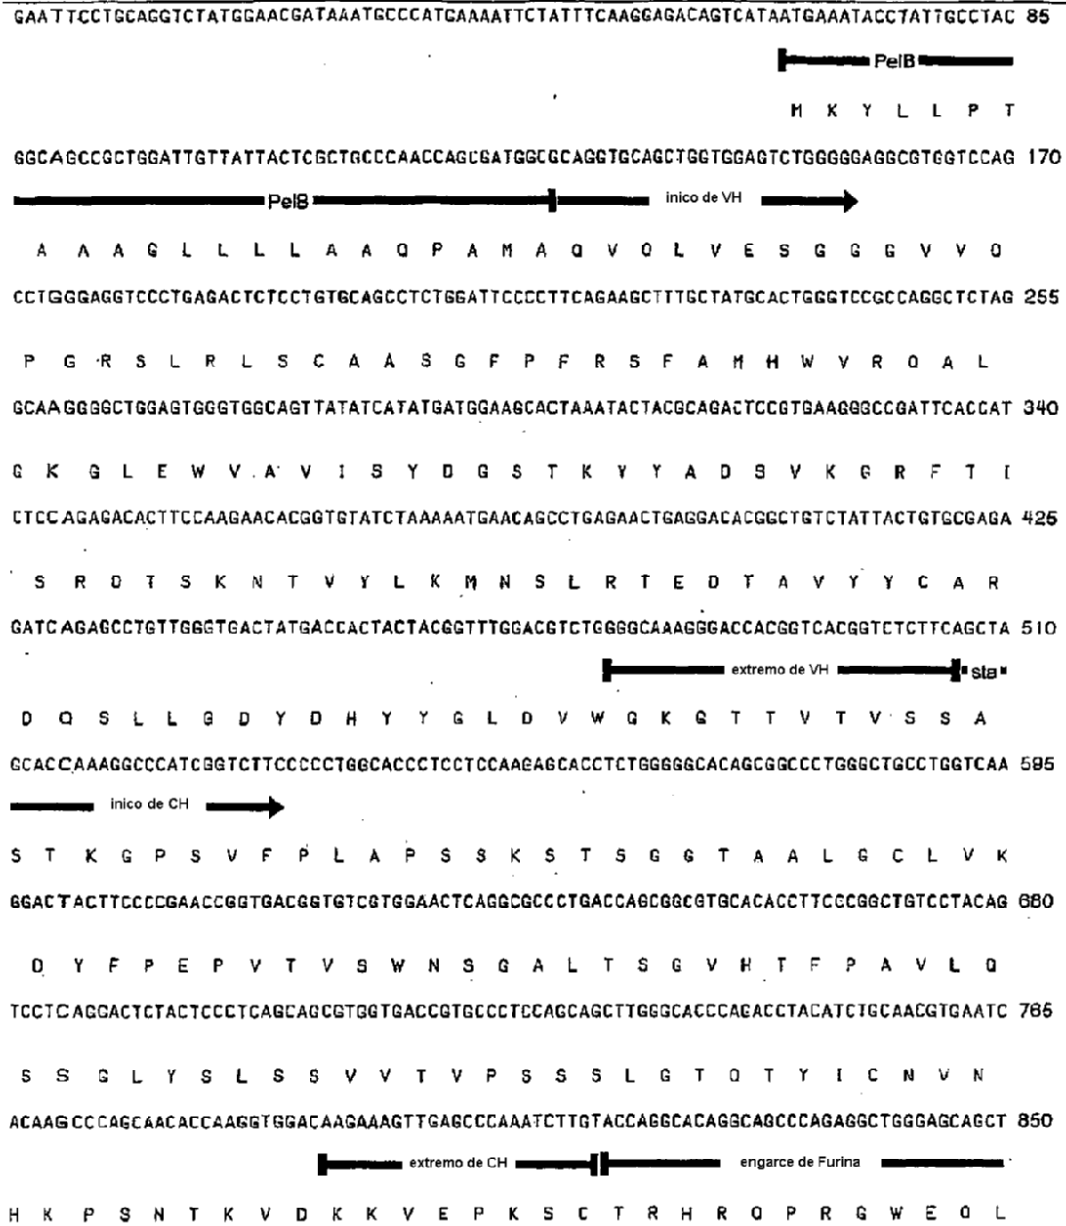 GAATTCCTGCAGGTCTATGGAACGATAAATGCCCATGAAAATTCTATTTCAAGGAGACAGTCATAATGAAATACCTATTGCCTAC 85
PelB
M K Y L L P T
GGCAGCCGCTGGATTGTTATTACTCGCTGCCCAACCAGCGATGGCGCAGGTGCAGCTGGTGGAGTCTGGGGGAGGCGTGGTCCAG 170
PelB inico de VH
A A A G L L L L A A Q P A M A Q V Q L V E S G G G V V Q
CCTGGGAGGTCCCTGAGACTCTCCTGTGCAGCCTCTGGATTCCCCTTCAGAAGCTTTGCTATGCACTGGGTCCGCCAGGCTCTAG 255
P G R S L R L S C A A S G F P F R S F A M H W V R Q A L
GCAAGGGGCTGGAGTGGGTGGCAGTTATATCATATGATGGAAGCACTAAATACTACGCAGACTCCGTGAAGGGCCGATTCACCAT 340
G K G L E W V A V I S Y D G S T K Y Y A D S V K G R F T I
CTCCAGAGACACTTCCAAGAACACGGTGTATCTAAAAATGAACAGCCTGAGAACTGAGGACACGGCTGTCTATTACTGTGCGAGA 425
S R D T S K N T V Y L K M N S L R T E D T A V Y Y C A R
GATCAGAGCCTGTTGGGTGACTATGACCACTACTACGGTTTGGACGTCTGGGGCAAAGGGACCACGGTCACGGTCTCTTCAGCTA 510
extremo de VH sta
D Q S L L G D Y D H Y Y G L D V W G K G T T V T V S S A
GCACCAAAGGCCCATCGGTCTTCCCCCTGGCACCCTCCTCCAAGAGCACCTCTGGGGGCACAGCGGCCCTGGGCTGCCTGGTCAA 595
inico de CH
S T K G P S V F P L A P S S K S T S G G T A A L G C L V K
GGACTACTTCCCCGAACCGGTGACGGTGTCGTGGAACTCAGGCGCCCTGACCAGCGGCGTGCACACCTTCCCGGCTGTCCTACAG 680
D Y F P E P V T V S W N S G A L T S G V H T F P A V L Q
TCCTCAGGACTCTACTCCCTCAGCAGCGTGGTGACCGTGCCCTCCAGCAGCTTGGGCACCCAGACCTACATCTGCAACGTGAATC 765
S S G L Y S L S S V V T V P S S S L G T Q T Y I C N V N
ACAAGCCCAGCAACACCAAGGTGGACAAGAAAGTTGAGCCCAAATCTTGTACCAGGCACAGGCAGCCCAGAGGCTGGGAGCAGCT 850
extremo de CH engarce de Furina
H K P S N T K V D K K V E P K S C T R H R Q P R G W E Q L